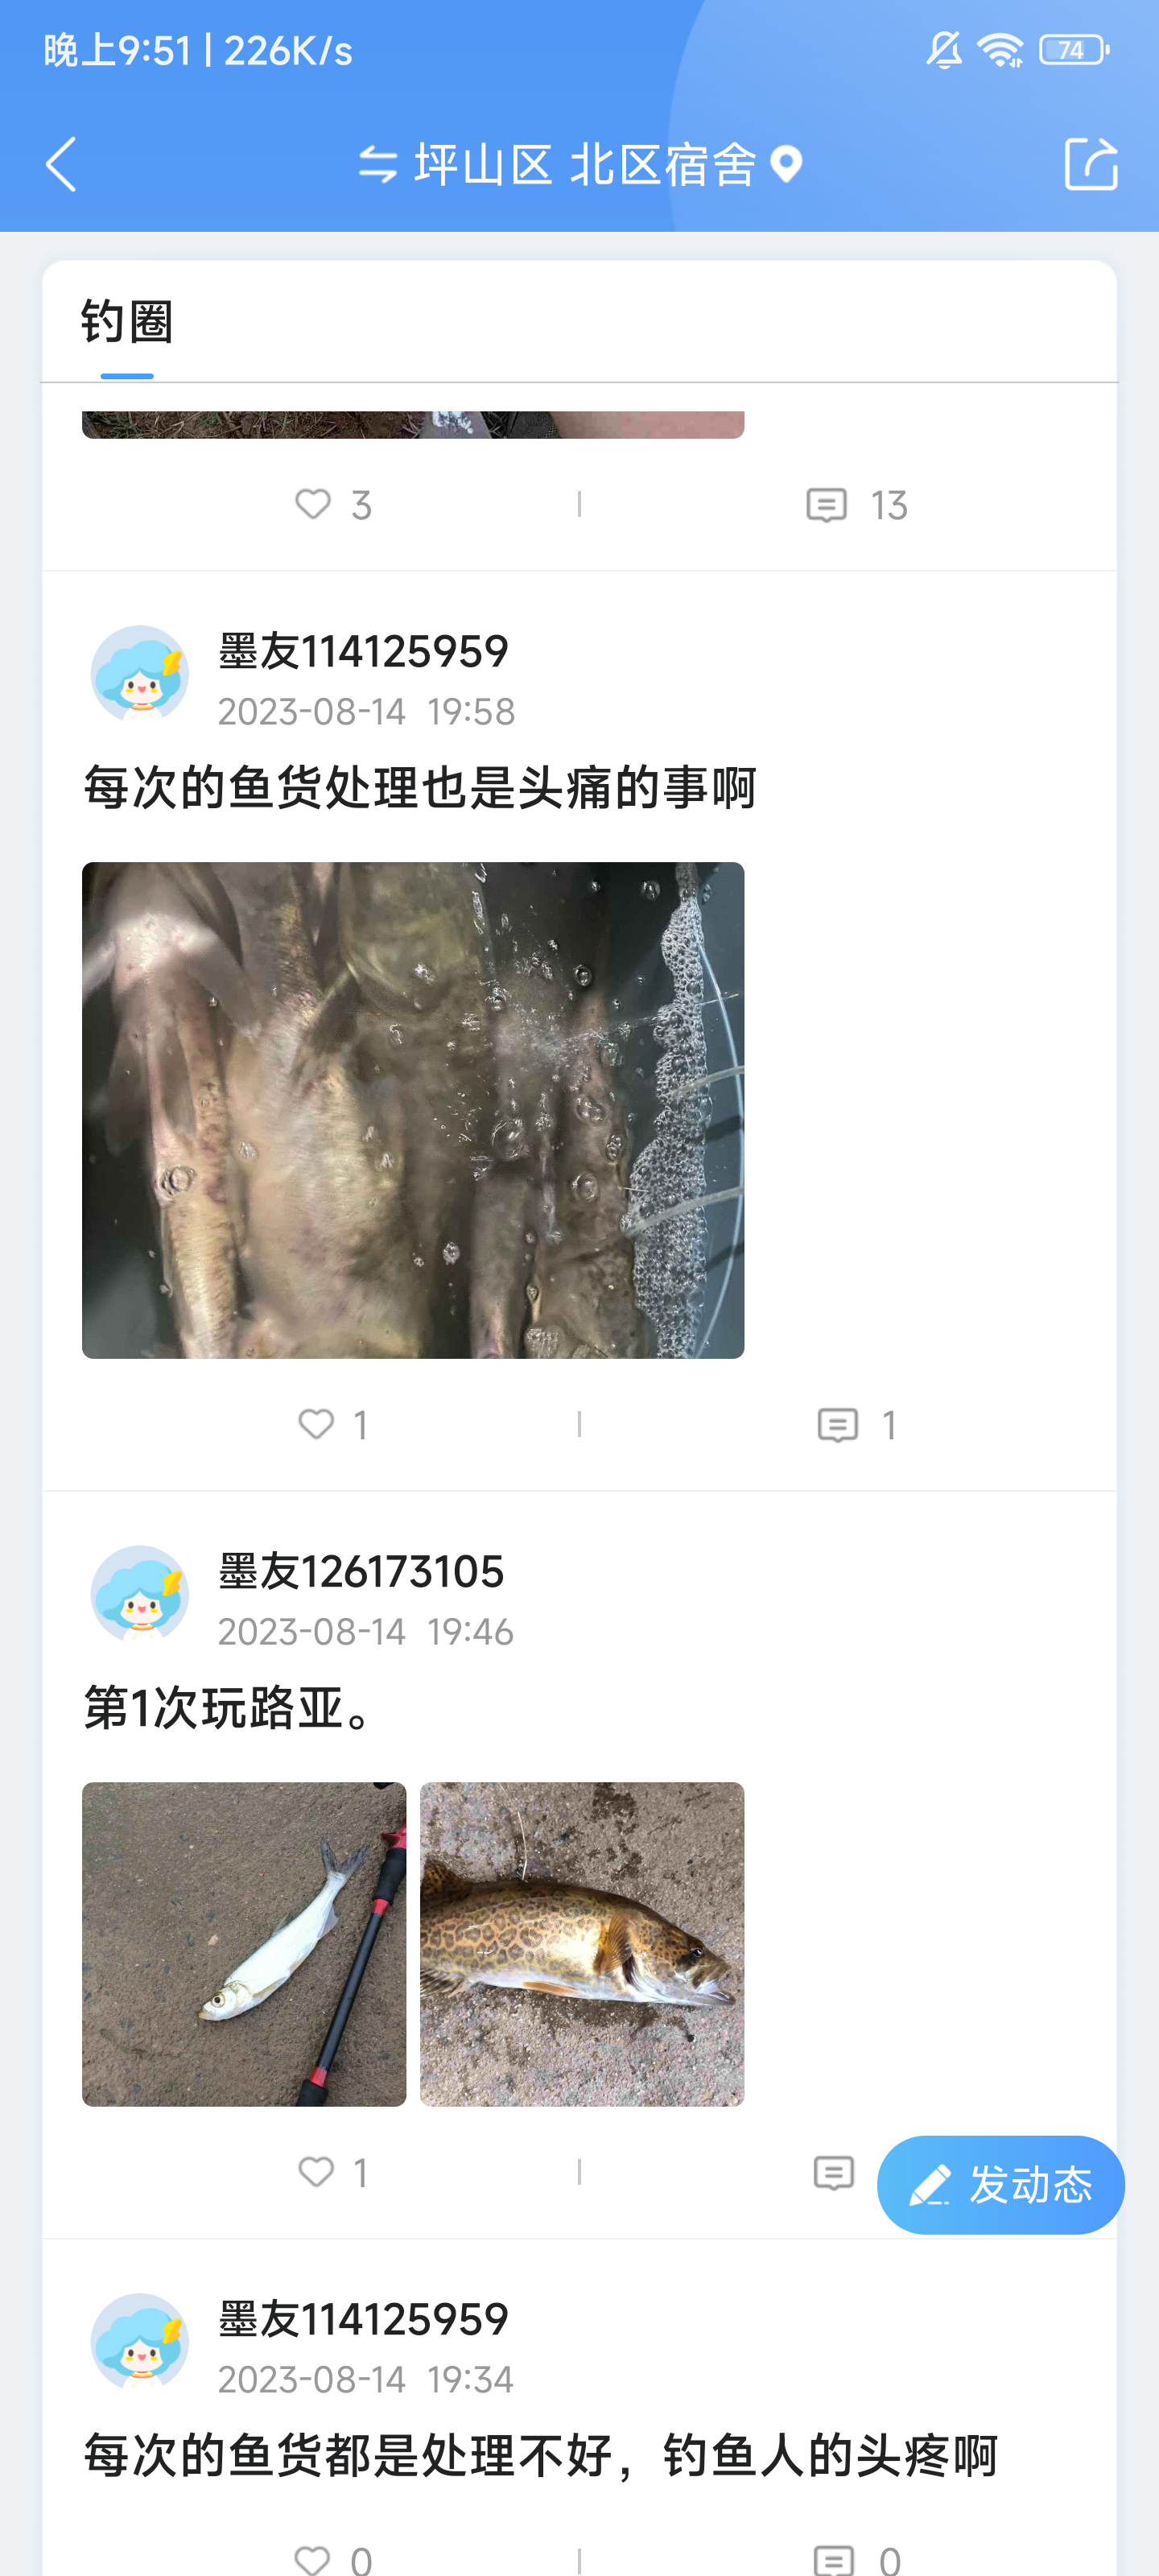 晚上9:51 | 226K/s
74
坪山区 北区宿舍
钓圈
3
13
墨友114125959
2023-08-14 19:58
每次的鱼货处理也是头痛的事啊
1
1
墨友126173105
2023-08-14 19:46
第1次玩路亚。
1
发动态
墨友114125959
2023-08-14 19:34
每次的鱼货都是处理不好，钓鱼人的头疼啊
0
0